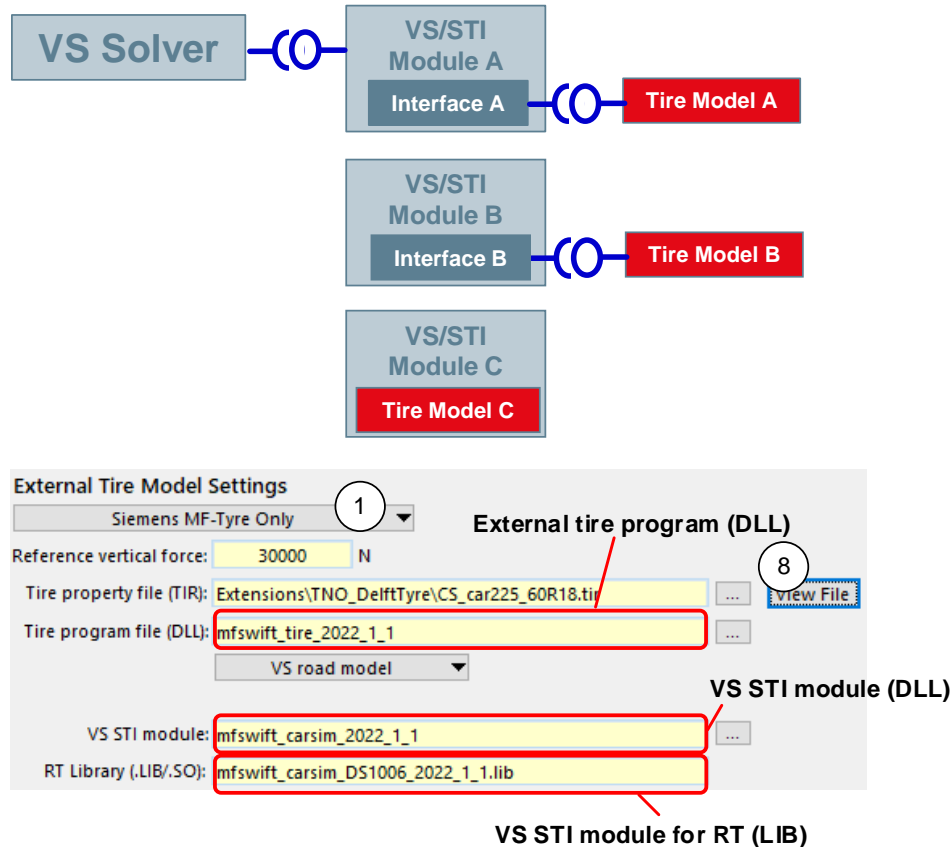 VS Solver
VS/STI
Module A
Interface A
Tire Model A
VS/STI
Module B
Interface B
Tire Model B
VS/STI
Module C
Tire Model C
External Tire Model Settings
Siemens MF-Tyre Only
1
External tire program (DLL)
Reference vertical force: 30000 N
8
Tire property file (TIR): Extensions\TNO_DelftTyre\CS_car225_60R18.tir ... View File
Tire program file (DLL): mfswift_tire_2022_1_1 ...
VS road model
VS STI module (DLL)
VS STI module: mfswift_carsim_2022_1_1 ...
RT Library (.LIB/.SO): mfswift_carsim_DS1006_2022_1_1.lib
VS STI module for RT (LIB)